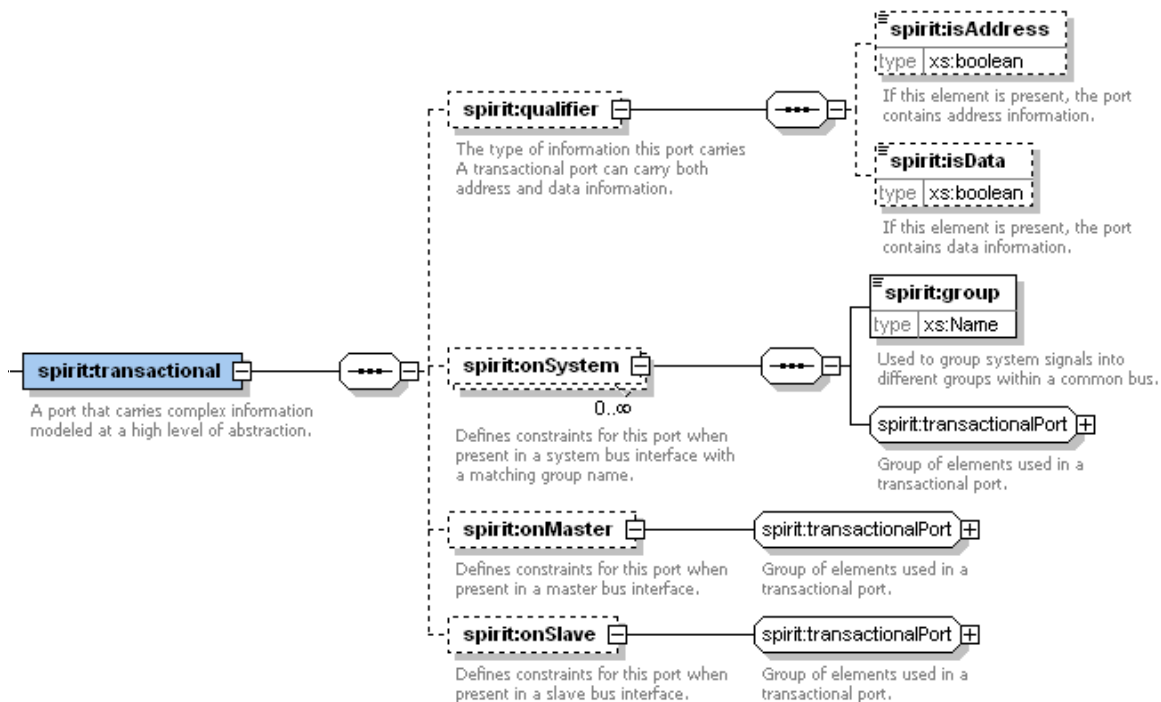 spirit:isAddress
type xs:boolean
If this element is present, the port
contains address information.
spirit:qualifier
The type of information this port carries
A transactional port can carry both
address and data information.
spirit:isData
type xs:boolean
If this element is present, the port
contains data information.
spirit:transactional
A port that carries complex information
modeled at a high level of abstraction.
spirit:onSystem
0..∞
Defines constraints for this port when
present in a system bus interface with
a matching group name.
spirit:group
type xs:Name
Used to group system signals into
different groups within a common bus.
spirit:transactionalPort
Group of elements used in a
transactional port.
spirit:onMaster
Defines constraints for this port when
present in a master bus interface.
spirit:transactionalPort
Group of elements used in a
transactional port.
spirit:onSlave
Defines constraints for this port when
present in a slave bus interface.
spirit:transactionalPort
Group of elements used in a
transactional port.